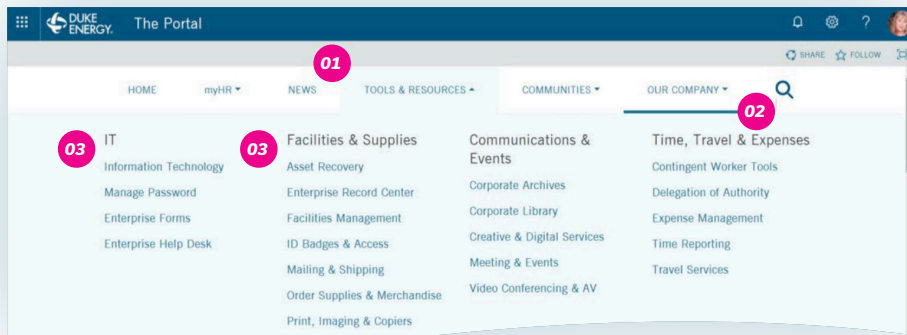 DUKE
ENERGY.
The Portal
?
SHARE
FOLLOW
01
HOME
myHR
NEWS
TOOLS & RESOURCES
COMMUNITIES
OUR COMPANY
02
03
IT
Information Technology
Manage Password
Enterprise Forms
Enterprise Help Desk
03
Facilities & Supplies
Asset Recovery
Enterprise Record Center
Facilities Management
ID Badges & Access
Mailing & Shipping
Order Supplies & Merchandise
Print, Imaging & Copiers
Communications &
Events
Corporate Archives
Corporate Library
Creative & Digital Services
Meeting & Events
Video Conferencing & AV
Time, Travel & Expenses
Contingent Worker Tools
Delegation of Authority
Expense Management
Time Reporting
Travel Services